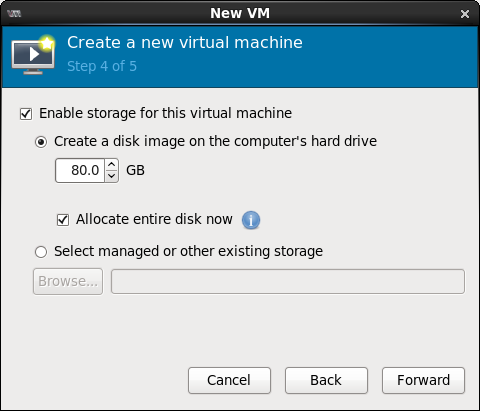 New VM
Create a new virtual machine
Step 4 of 5
Enable storage for this virtual machine
Create a disk image on the computer's hard drive
80.0 GB
Allocate entire disk now
Select managed or other existing storage
Browse...
Cancel Back Forward